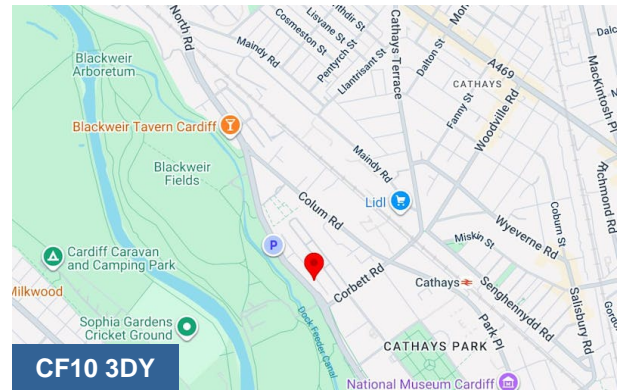 North Rd
Lisvane St
Cosmeston St
Pentyrch St
Llantrisant St
Maindy Rd
Cathays Terrace
Dalton St
A469
Blackweir
Arboretum
CATHAYS
Fanny St
Woodville Rd
MacKintosh Pl
Richmond Rd
Blackweir Tavern Cardiff
Blackweir
Fields
Maindy Rd
Lidl
Colum Rd
Wyeverne Rd
Coburn St
Miskin St
P
Cardiff Caravan
and Camping Park
Corbett Rd
Cathays
Senghennydd Rd
Salisbury Rd
Milkwood
Sophia Gardens
Cricket Ground
Dock Feeder Canal
Park Pl
CATHAYS PARK
CF10 3DY
National Museum Cardiff